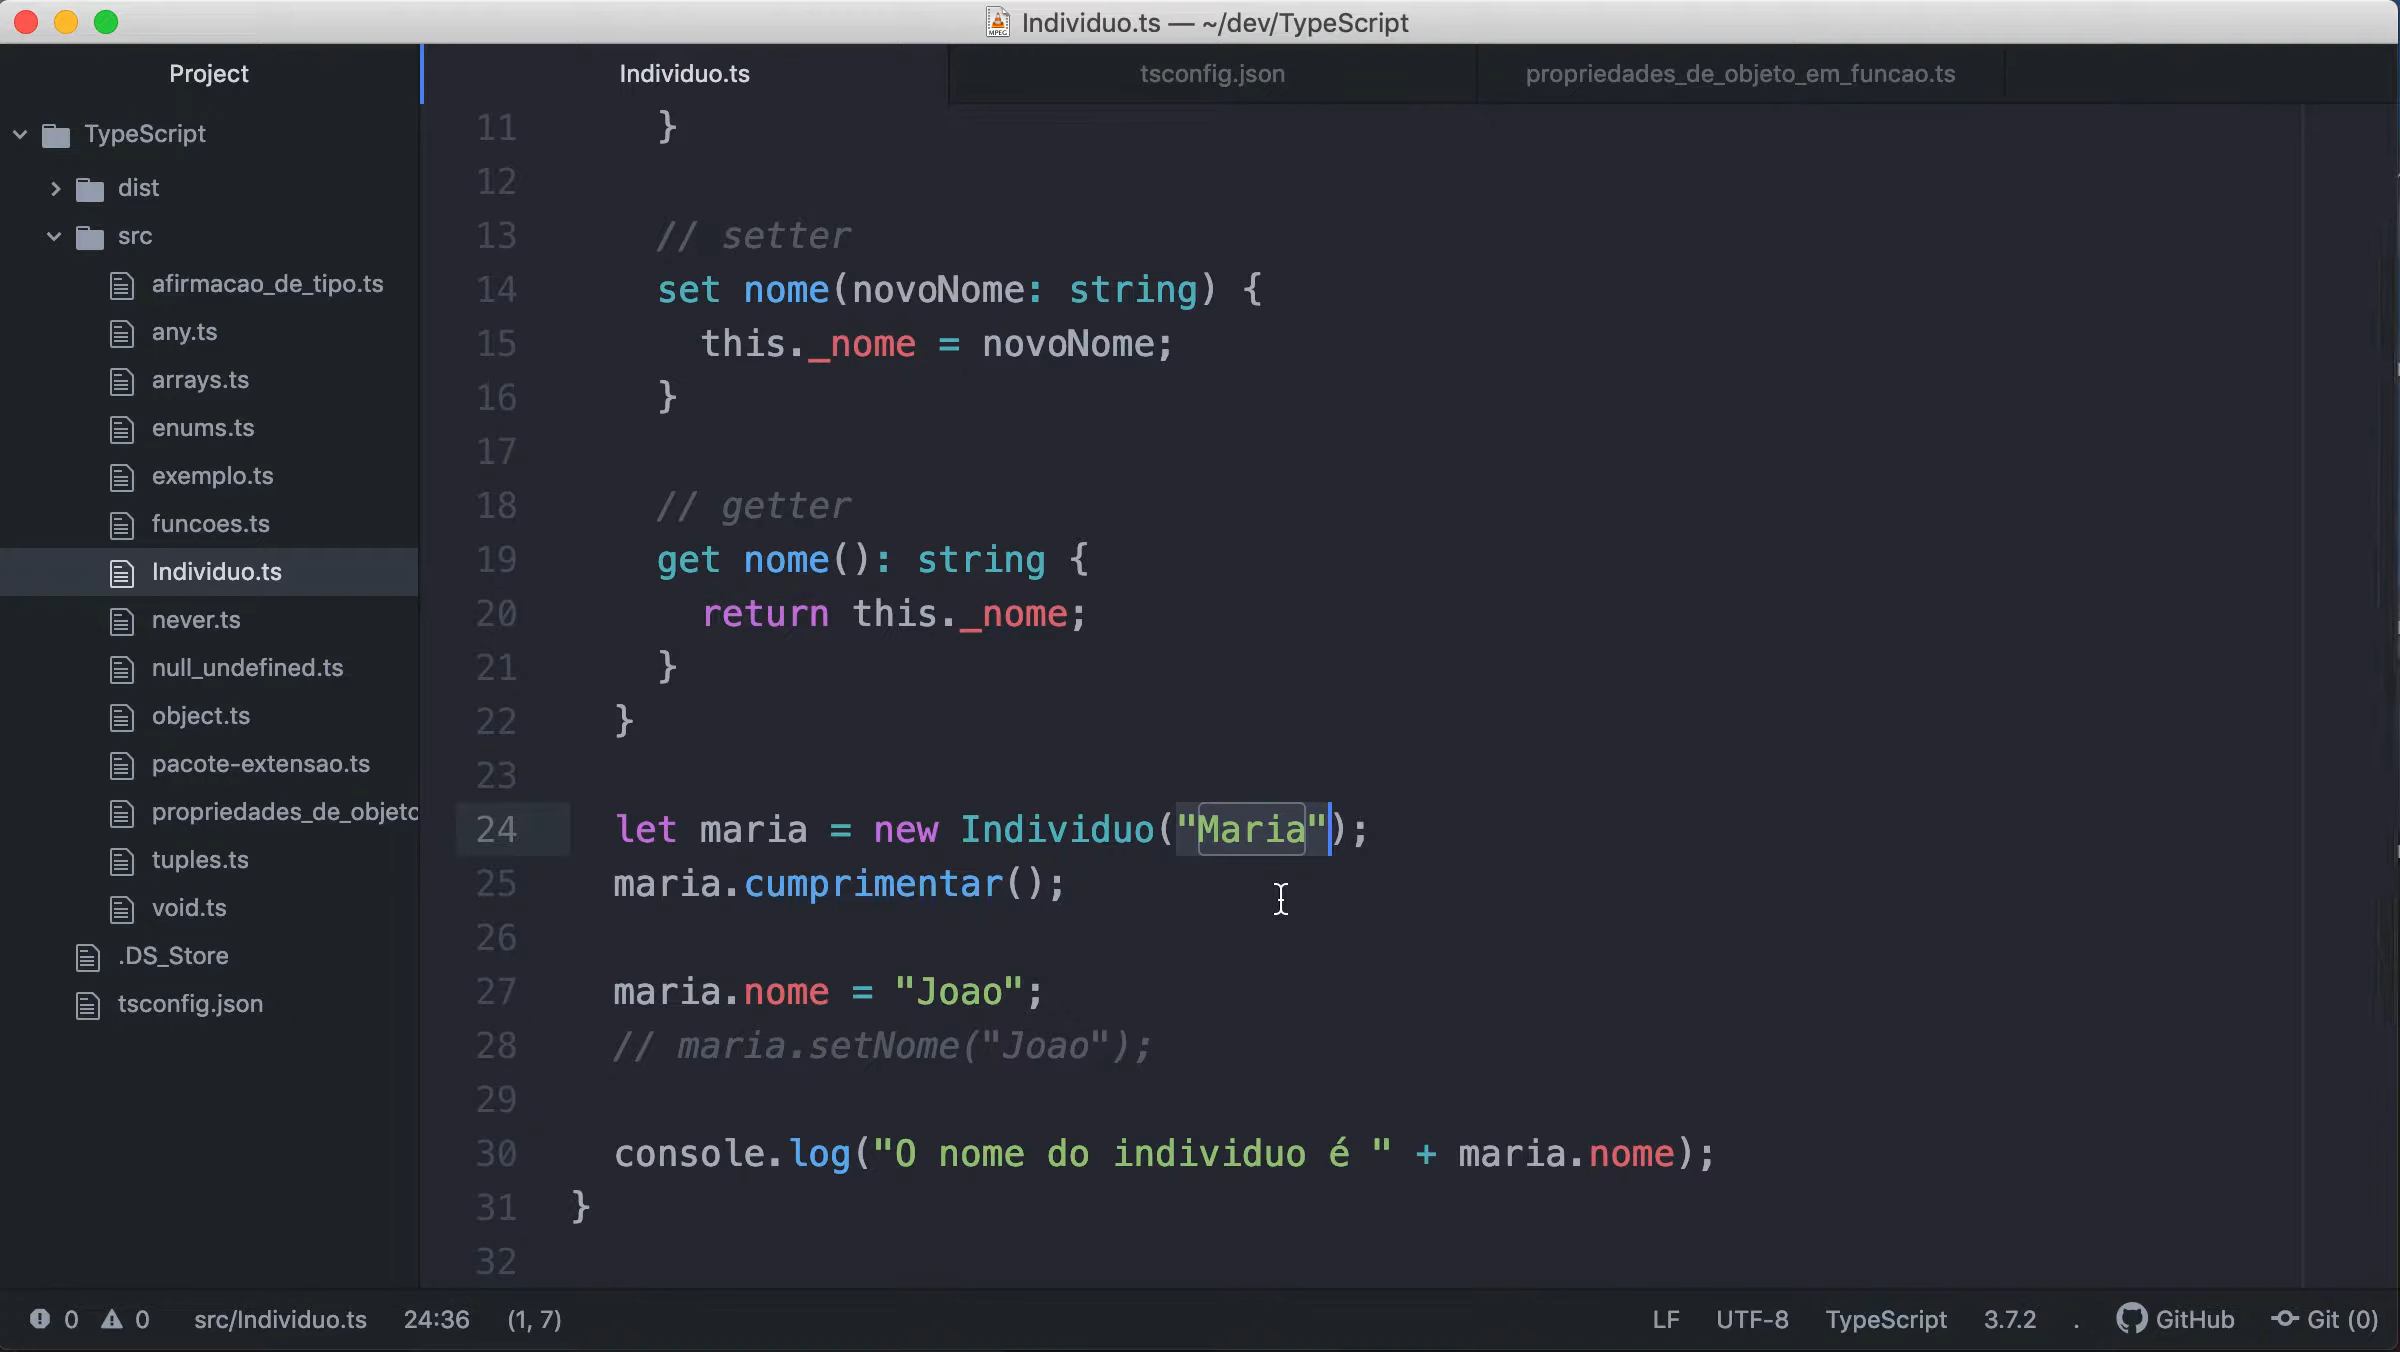 Individuo.ts — ~/dev/TypeScript
Project
Individuo.ts
tsconfig.json
propriedades_de_objeto_em_funcao.ts
TypeScript
dist
src
afirmacao_de_tipo.ts
any.ts
arrays.ts
enums.ts
exemplo.ts
funcoes.ts
Individuo.ts
never.ts
null_undefined.ts
object.ts
pacote-extensao.ts
propriedades_de_objeto
tuples.ts
void.ts
.DS_Store
tsconfig.json
11 }
12
13 // setter
14 set nome(novoNome: string) {
15 this._nome = novoNome;
16 }
17
18 // getter
19 get nome(): string {
20 return this._nome;
21 }
22 }
23
24 let maria = new Individuo("Maria");
25 maria.cumprimentar();
26
27 maria.nome = "Joao";
28 // maria.setNome("Joao");
29
30 console.log("O nome do individuo é " + maria.nome);
31 }
32
0 0 src/Individuo.ts 24:36 (1, 7) LF UTF-8 TypeScript 3.7.2 . GitHub Git (0)